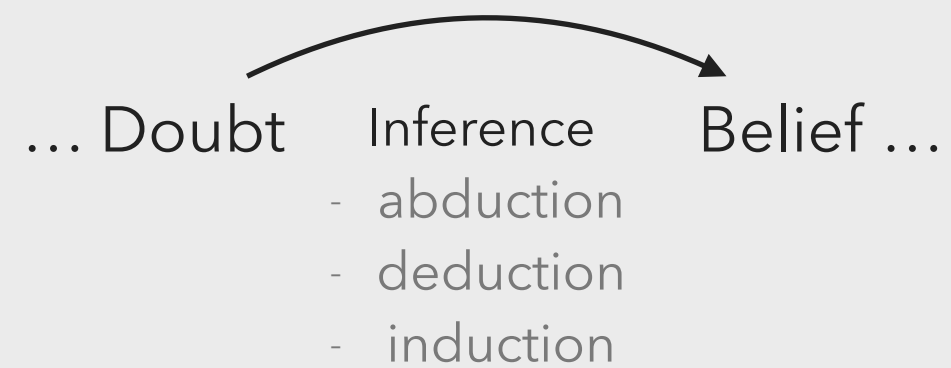 ... Doubt Inference Belief ...
- abduction
- deduction
- induction